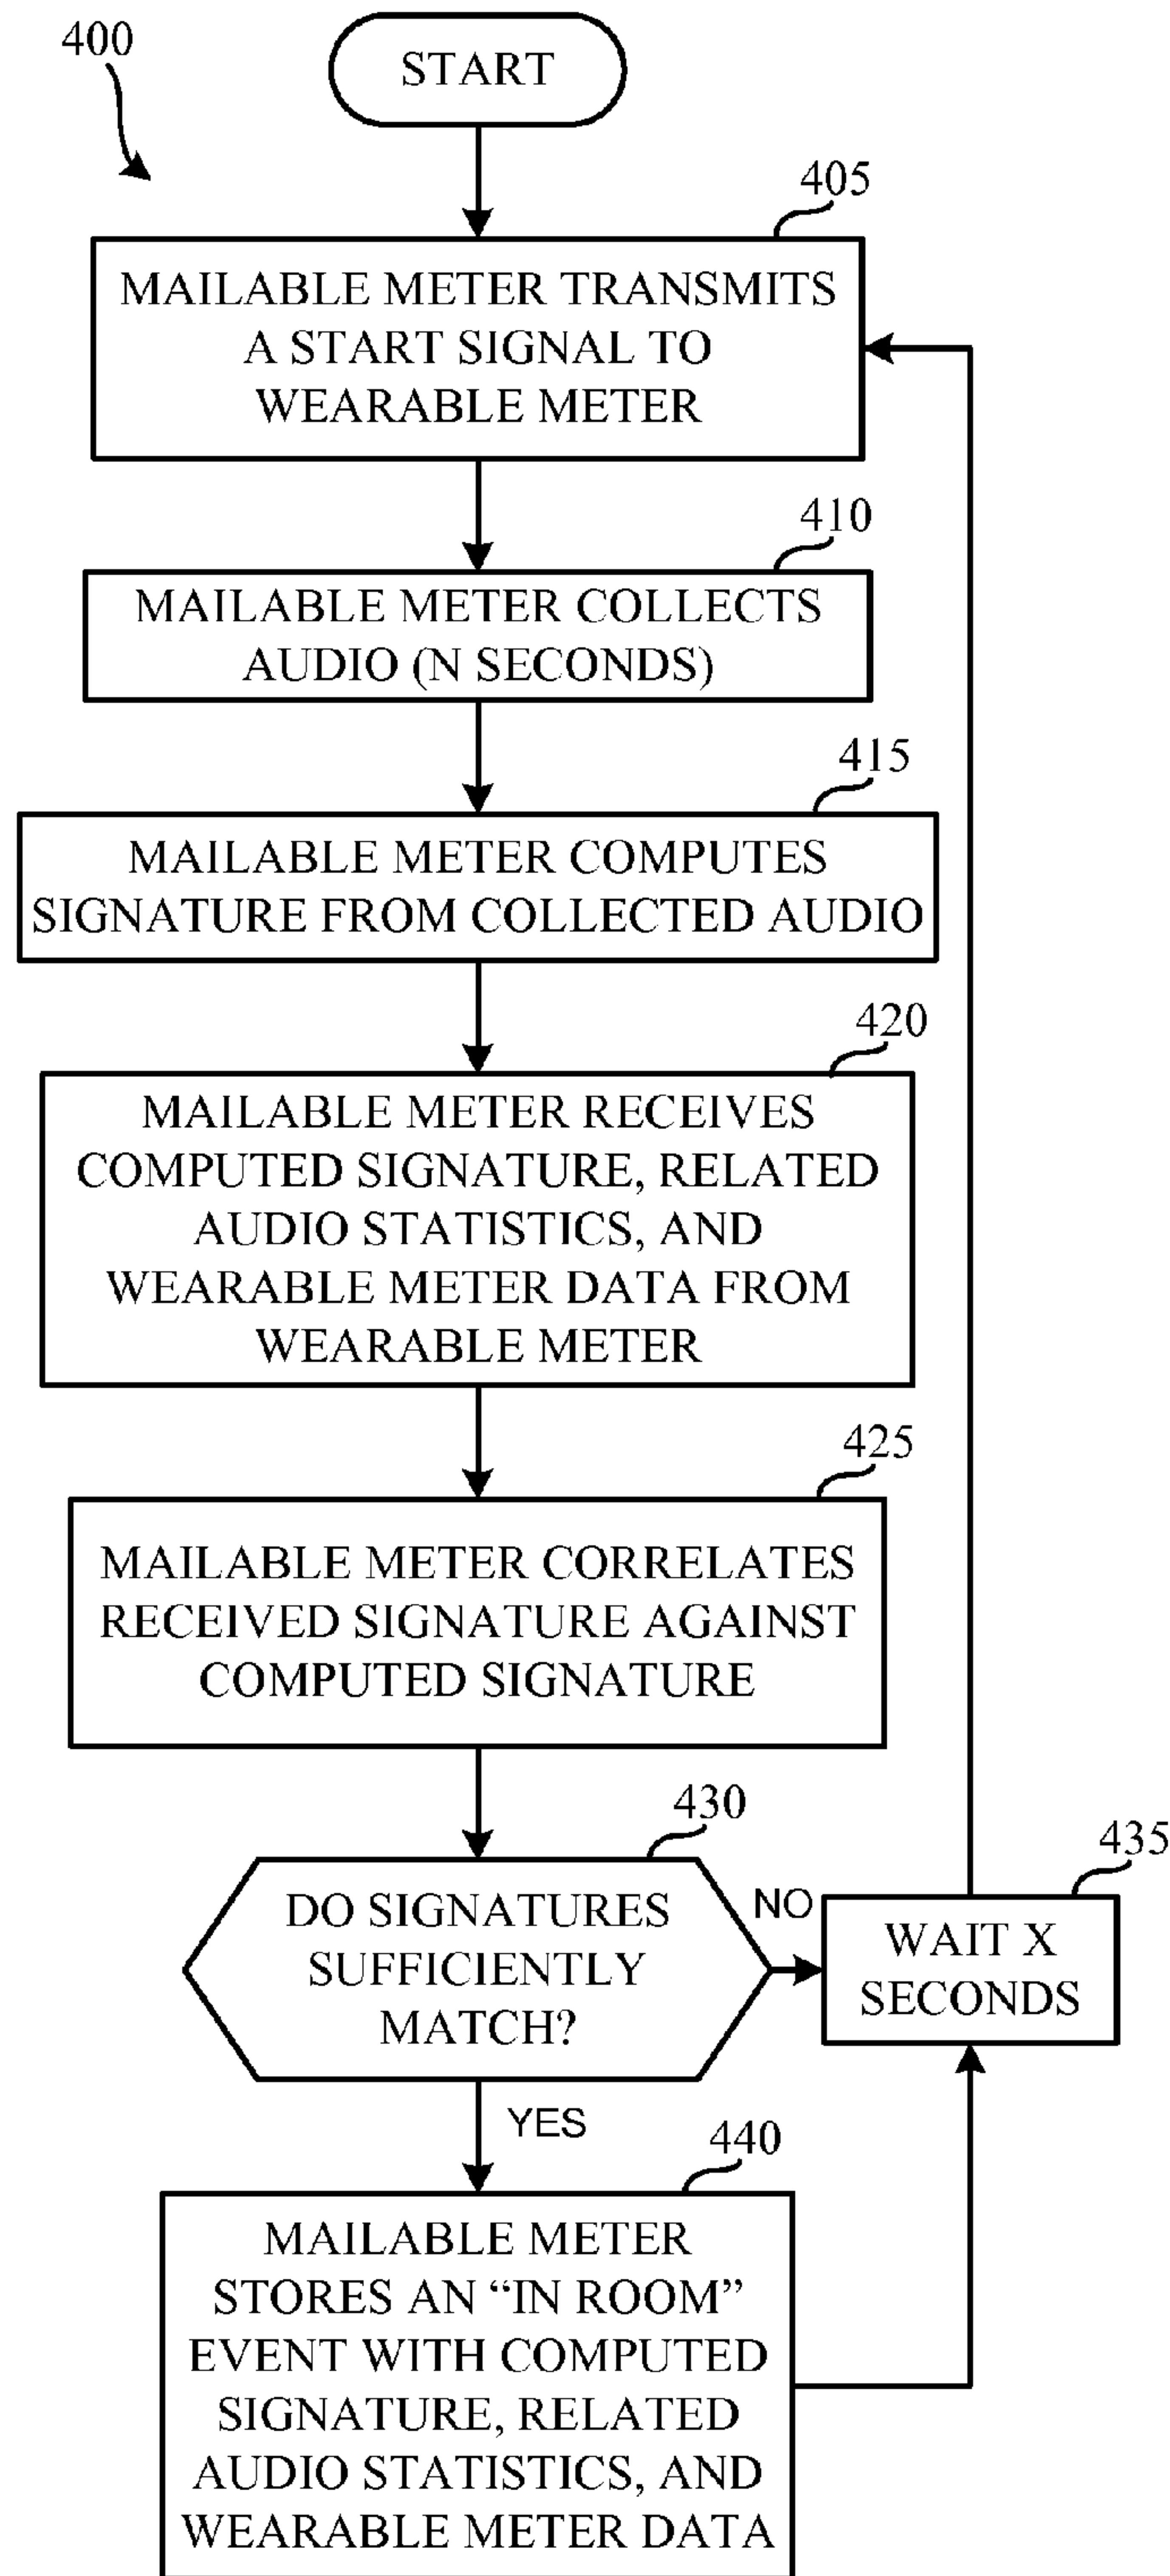 400
START
405
MAILABLE METER TRANSMITS
A START SIGNAL TO
WEARABLE METER
410
MAILABLE METER COLLECTS
AUDIO (N SECONDS)
415
MAILABLE METER COMPUTES
SIGNATURE FROM COLLECTED AUDIO
420
MAILABLE METER RECEIVES
COMPUTED SIGNATURE, RELATED
AUDIO STATISTICS, AND
WEARABLE METER DATA FROM
WEARABLE METER
425
MAILABLE METER CORRELATES
RECEIVED SIGNATURE AGAINST
COMPUTED SIGNATURE
430
DO SIGNATURES
SUFFICIENTLY
MATCH?
NO
435
WAIT X
SECONDS
YES
440
MAILABLE METER
STORES AN “IN ROOM”
EVENT WITH COMPUTED
SIGNATURE, RELATED
AUDIO STATISTICS, AND
WEARABLE METER DATA